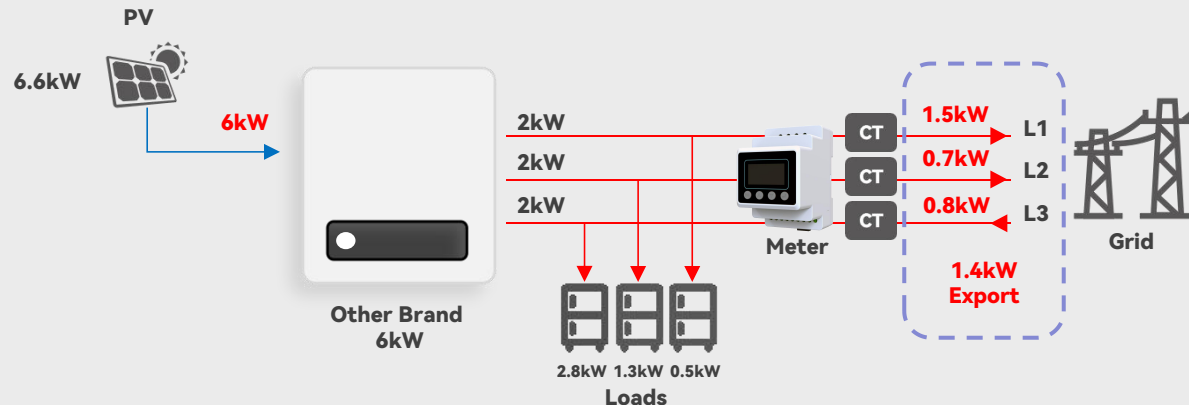 PV
6.6kW
6kW
Other Brand
6kW
2kW
2kW
2kW
2.8kW 1.3kW 0.5kW
Loads
Meter
CT
CT
CT
1.5kW
0.7kW
0.8kW
1.4kW
Export
L1
L2
L3
Grid